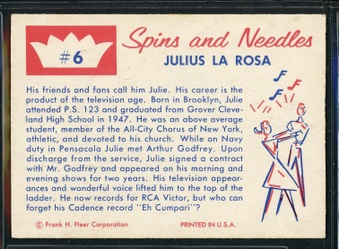 #6
Spins and Needles
JULIUS LA ROSA
His friends and fans call him Julie. His career is the
product of the television age. Born in Brooklyn, Julie
attended P.S. 123 and graduated from Grover Cleve-
land High School in 1947. He was an above average
student, member of the All-City Chorus of New York,
athletic, and devoted to his church. While on Navy
duty in Pensacola Julie met Arthur Godfrey. Upon
discharge from the service, Julie signed a contract
with Mr. Godfrey and appeared on his morning and
evening shows for two years. His television appear-
ances and wonderful voice lifted him to the top of the
ladder. He now records for RCA Victor, but who can
forget his Cadence record "Eh Cumpari"?
© Frank H. Fleer Corporation
PRINTED IN U.S.A.